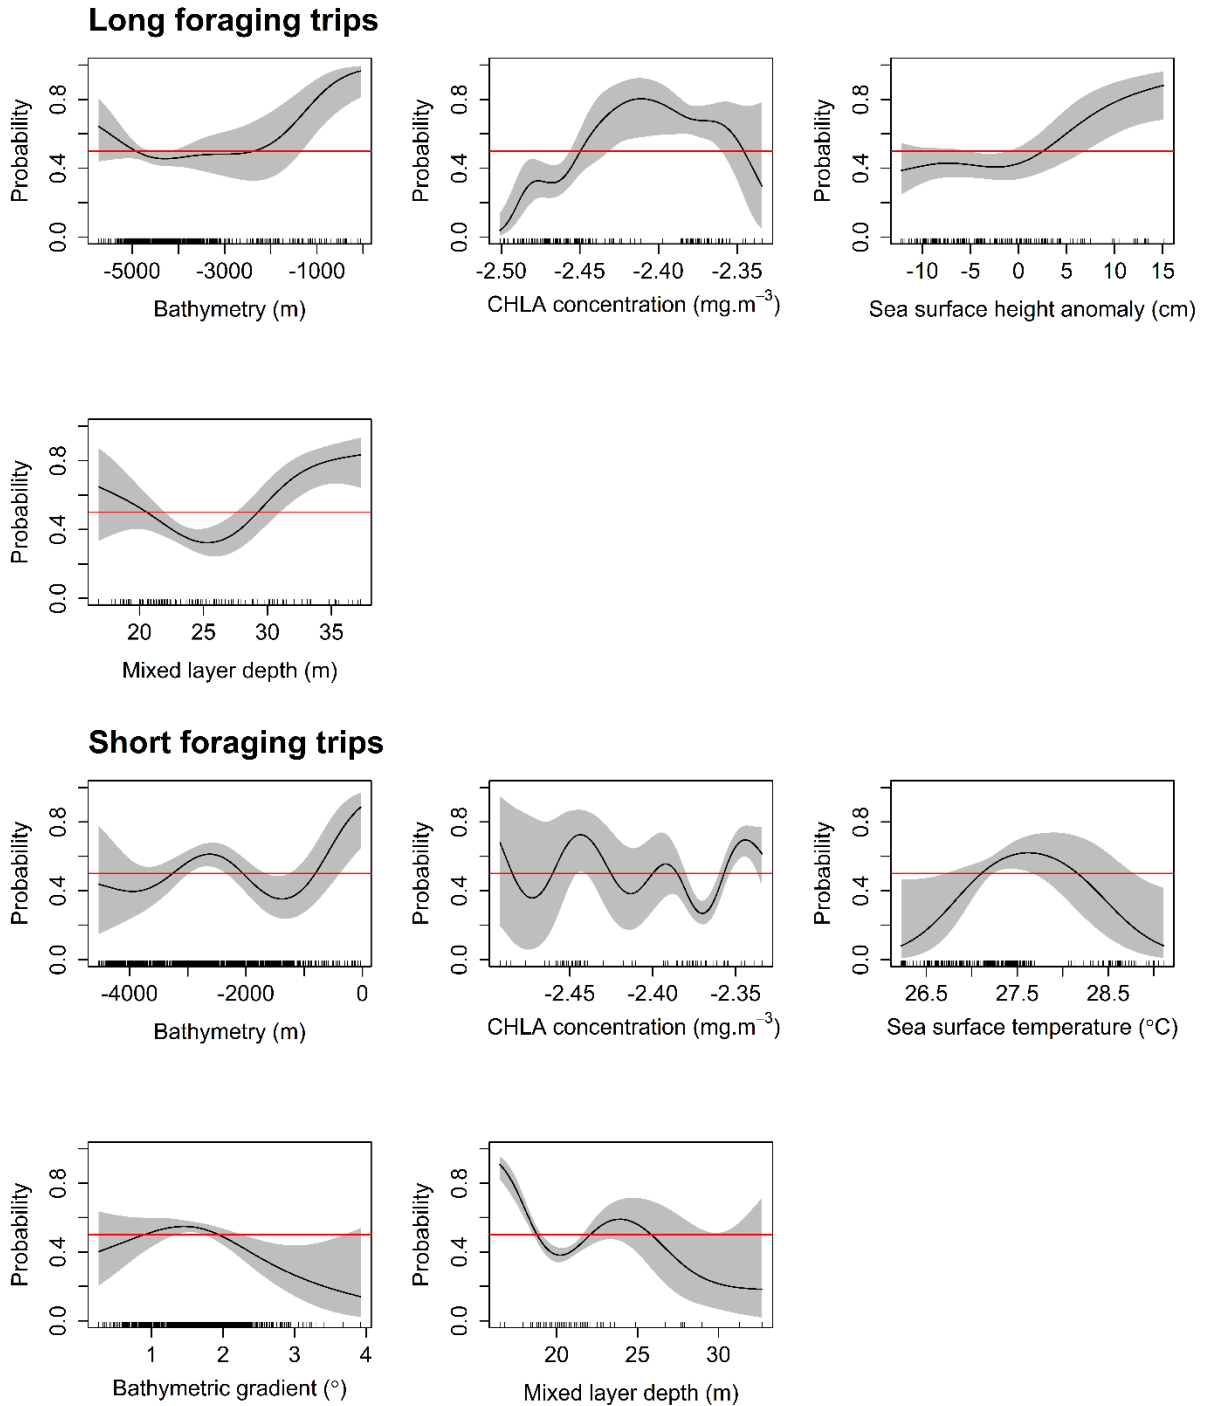 Long foraging trips
Probability
0.0 0.4 0.8
-5000 -3000 -1000
Bathymetry (m)
Probability
0.0 0.4 0.8
-2.50 -2.45 -2.40 -2.35
CHLA concentration (mg.m⁻³)
Probability
0.0 0.4 0.8
-10 -5 0 5 10 15
Sea surface height anomaly (cm)
Probability
0.0 0.4 0.8
20 25 30 35
Mixed layer depth (m)
Short foraging trips
Probability
0.0 0.4 0.8
-4000 -2000 0
Bathymetry (m)
Probability
0.0 0.4 0.8
-2.45 -2.40 -2.35
CHLA concentration (mg.m⁻³)
Probability
0.0 0.4 0.8
26.5 27.5 28.5
Sea surface temperature (°C)
Probability
0.0 0.4 0.8
1 2 3 4
Bathymetric gradient (°)
Probability
0.0 0.4 0.8
20 25 30
Mixed layer depth (m)